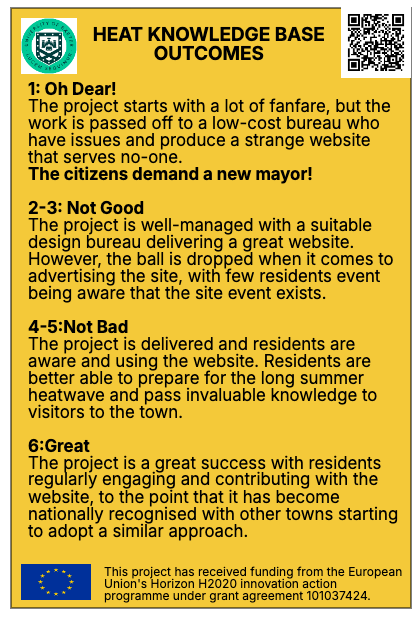 HEAT KNOWLEDGE BASE
OUTCOMES
1: Oh Dear!
The project starts with a lot of fanfare, but the
work is passed off to a low-cost bureau who
have issues and produce a strange website
that serves no-one.
The citizens demand a new mayor!
2-3: Not Good
The project is well-managed with a suitable
design bureau delivering a great website.
However, the ball is dropped when it comes to
advertising the site, with few residents event
being aware that the site event exists.
4-5:Not Bad
The project is delivered and residents are
aware and using the website. Residents are
better able to prepare for the long summer
heatwave and pass invaluable knowledge to
visitors to the town.
6:Great
The project is a great success with residents
regularly engaging and contributing with the
website, to the point that it has become
nationally recognised with other towns starting
to adopt a similar approach.
This project has received funding from the European
Union's Horizon H2020 innovation action
programme under grant agreement 101037424.